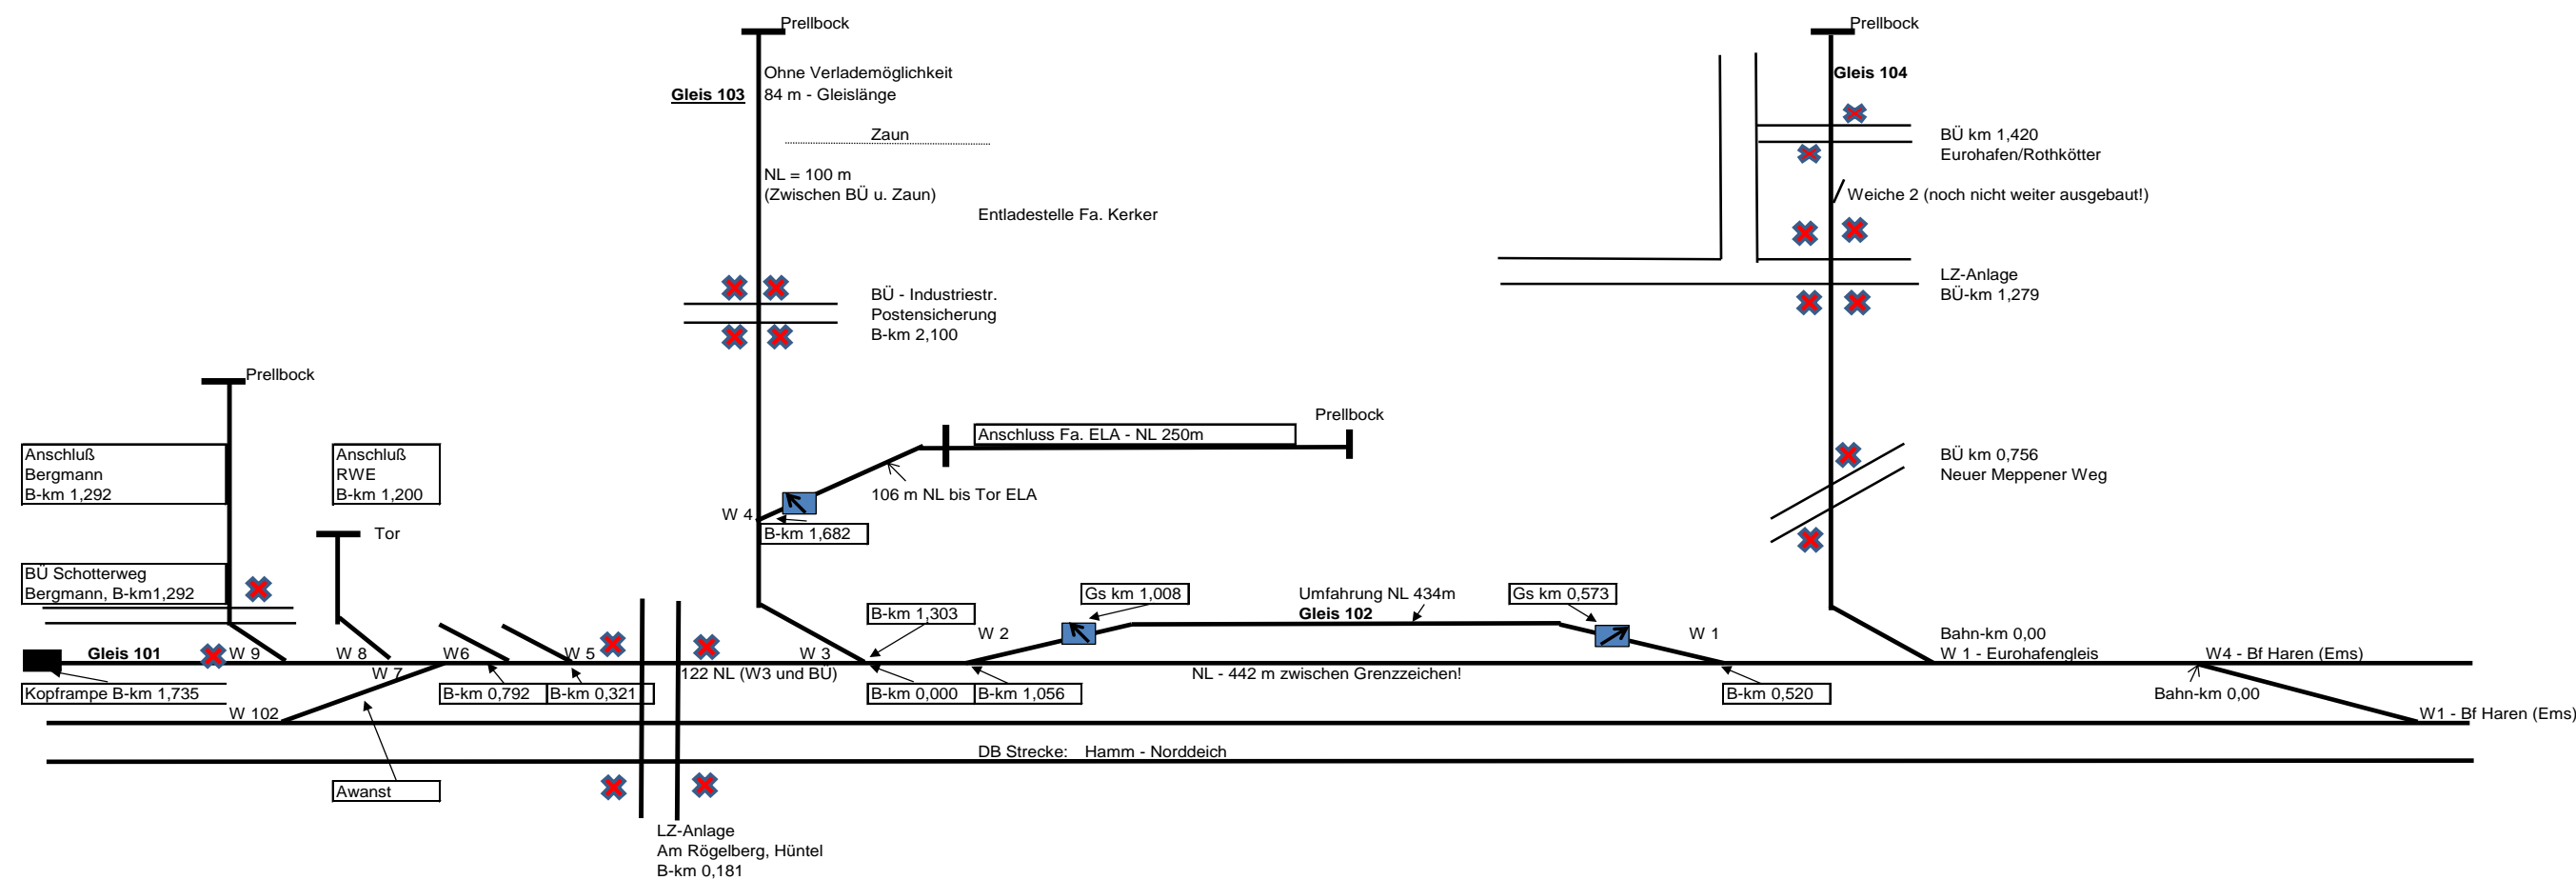 Prellbock
Prellbock
Ohne Verlademöglichkeit
Gleis 103
84 m - Gleislänge
Gleis 104
Zaun
BÜ km 1,420
Eurohafen/Rothkötter
NL = 100 m
(Zwischen BÜ u. Zaun)
Weiche 2 (noch nicht weiter ausgebaut!)
Entladestelle Fa. Kerker
LZ-Anlage
BÜ-km 1,279
BÜ - Industriestr.
Postensicherung
B-km 2,100
Prellbock
Prellbock
Anschluss Fa. ELA - NL 250m
Anschluß
Bergmann
B-km 1,292
Anschluß
RWE
B-km 1,200
BÜ km 0,756
Neuer Meppener Weg
106 m NL bis Tor ELA
W 4
B-km 1,682
Tor
BÜ Schotterweg
Bergmann, B-km1,292
Gs km 1,008
Umfahrung NL 434m
Gleis 102
Gs km 0,573
B-km 1,303
W 2
W 1
Bahn-km 0,00
W 1 - Eurohafengleis
W4 - Bf Haren (Ems)
Gleis 101
W 9
W 8
W 7
W6
W 5
W 3
122 NL (W3 und BÜ)
NL - 442 m zwischen Grenzzeichen!
Kopframpe B-km 1,735
B-km 0,792
B-km 0,321
B-km 0,000
B-km 1,056
B-km 0,520
Bahn-km 0,00
W 102
W1 - Bf Haren (Ems)
DB Strecke: Hamm - Norddeich
Awanst
LZ-Anlage
Am Rögelberg, Hüntel
B-km 0,181